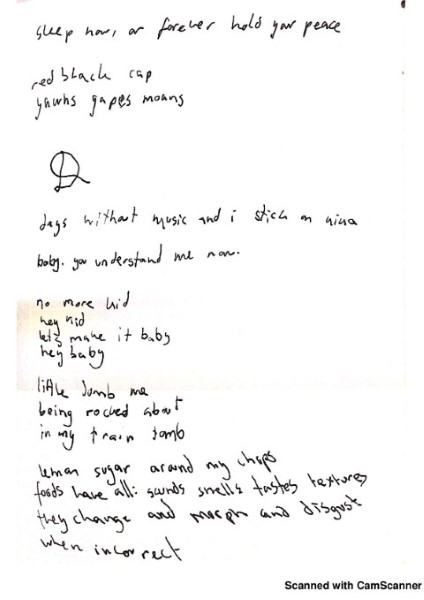 sleep now, or forever hold your peace
red black cap
yawns gapes moans
days without music and i stick on nina
baby. you understand me now.
no more kid
hey kid
lets make it baby
hey baby
little dumb me
being rocked about
in my train tomb
lemon sugar around my chops
foods have all: sounds smells tastes textures
they change and morph and disgust
when incorrect
Scanned with CamScanner